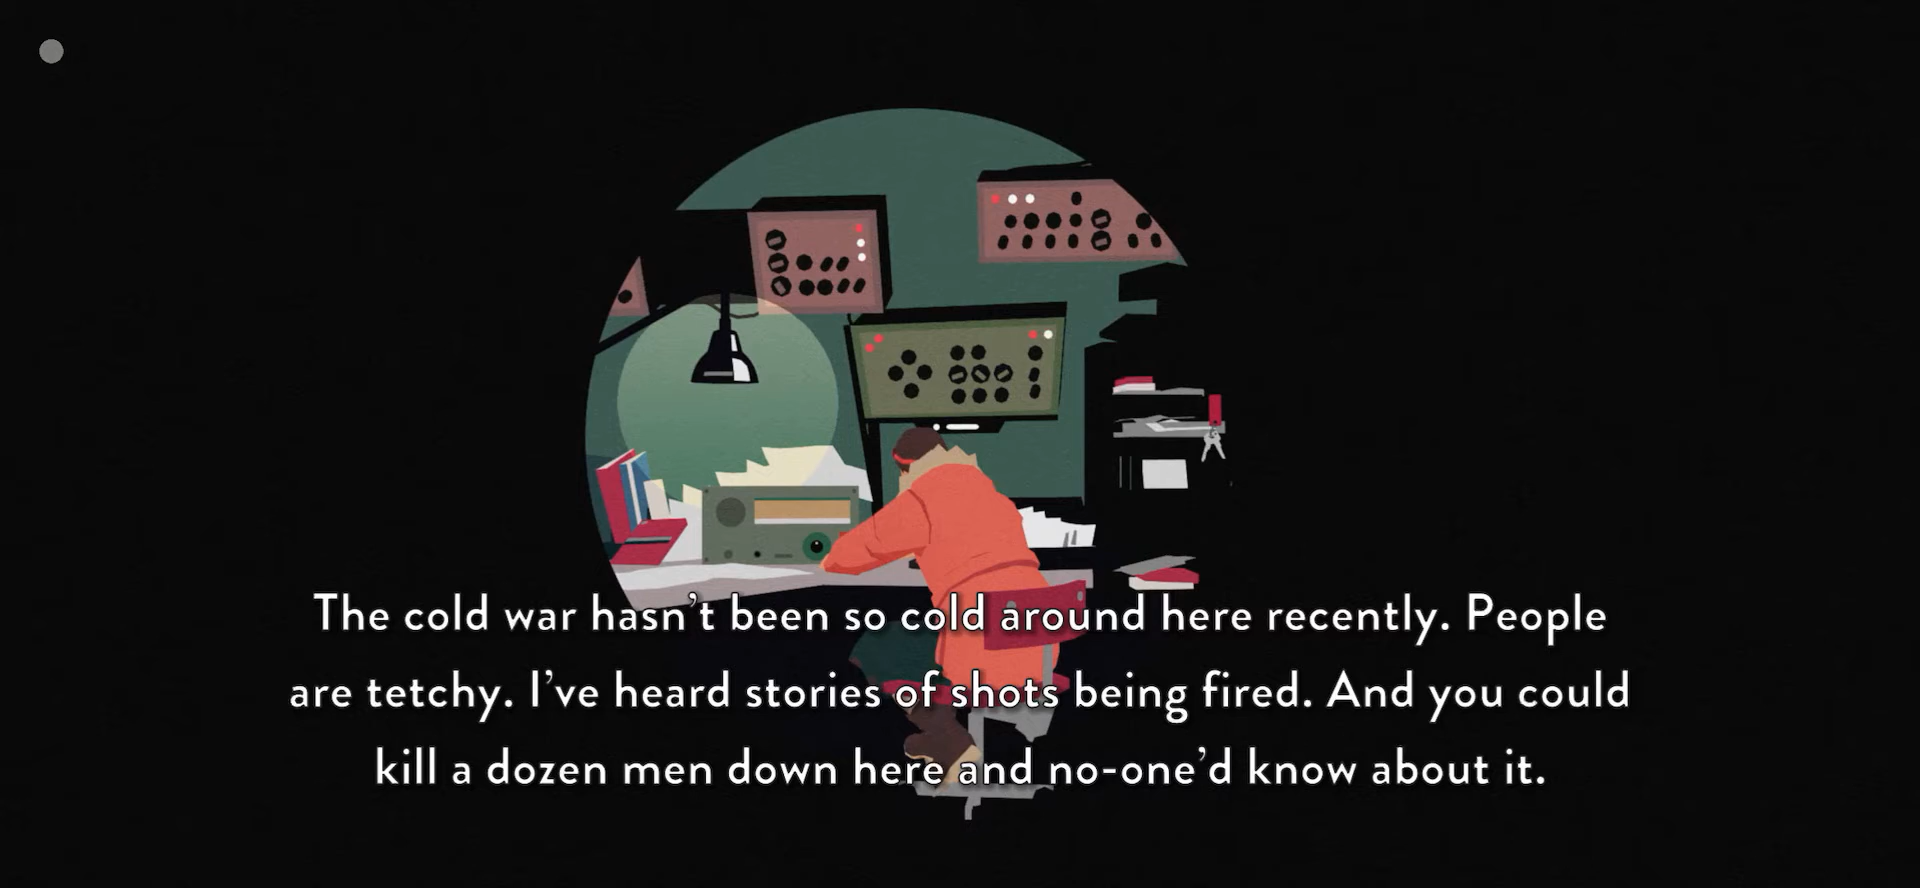 The cold war hasn’t been so cold around here recently. People
are tetchy. I’ve heard stories of shots being fired. And you could
kill a dozen men down here and no-one’d know about it.